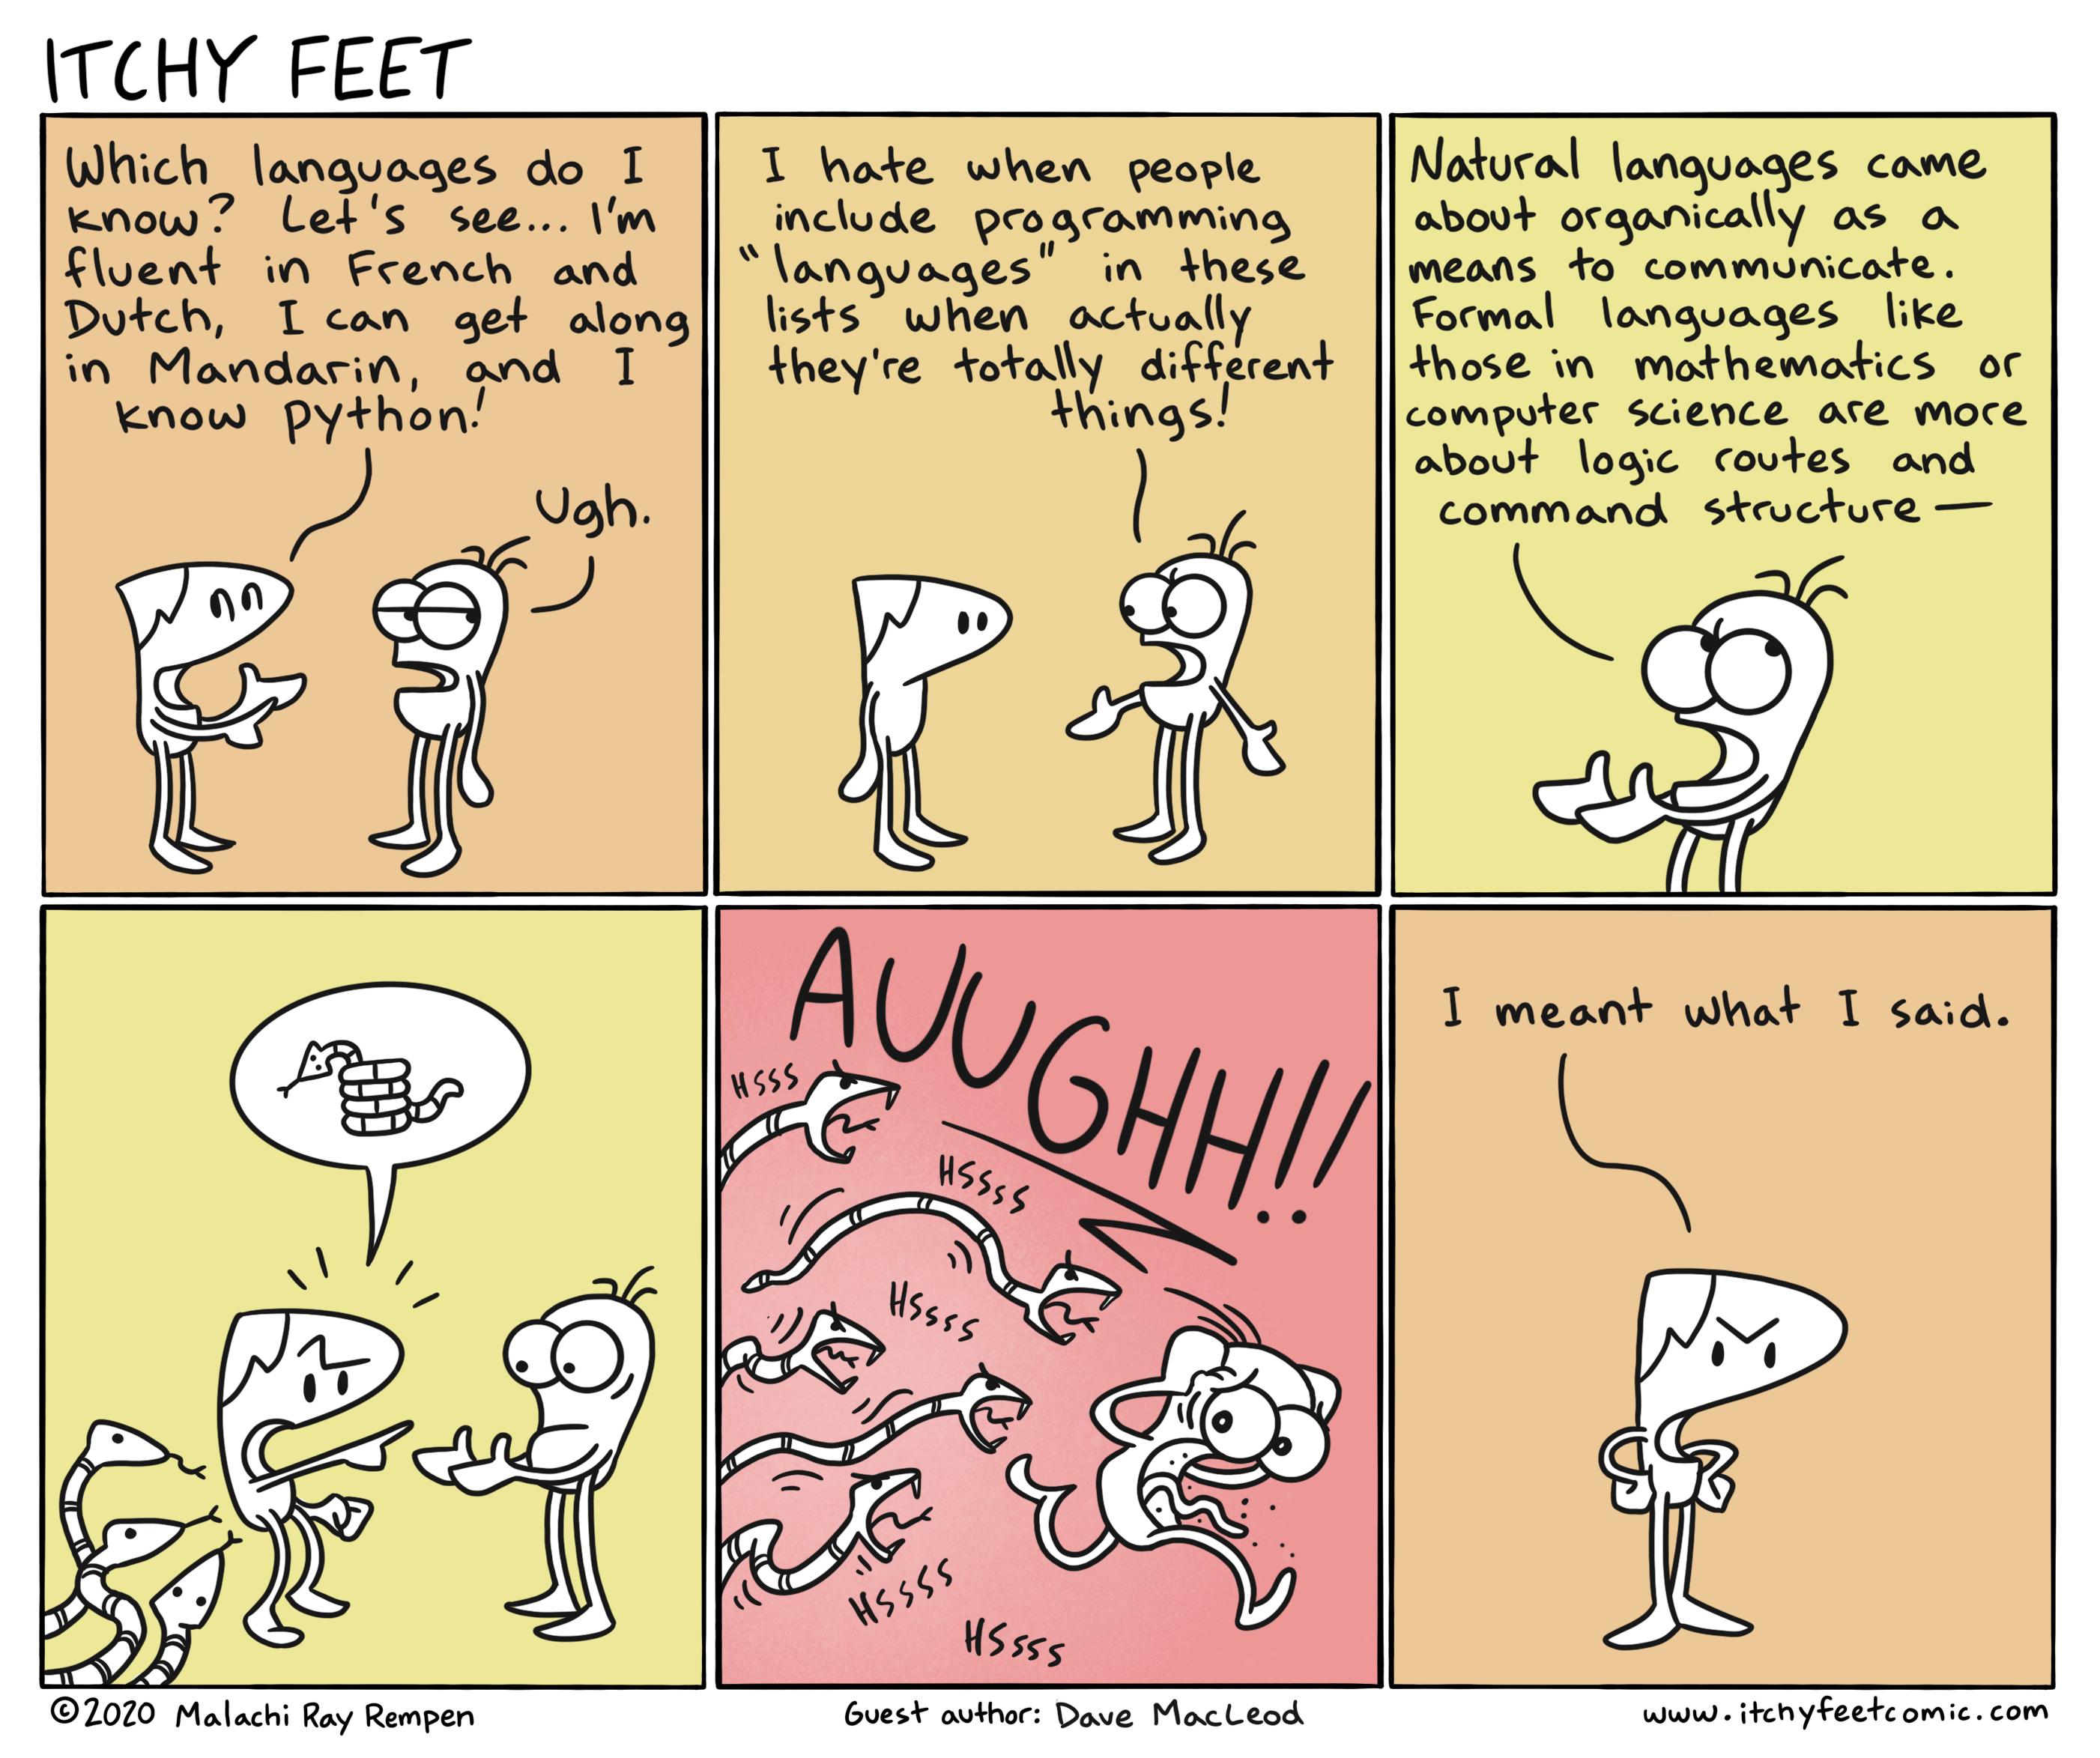 ITCHY FEET
Which languages do I
know? Let's see... I'm
fluent in French and
Dutch, I can get along
in Mandarin, and I
know python!
Ugh.
I hate when people
include programming
"languages" in these
lists when actually
they're totally different
things!
Natural languages came
about organically as a
means to communicate.
Formal languages like
those in mathematics or
computer science are more
about logic routes and
command structure—
AUUGHH!!
HSSS
HSSSS
HSSSS
HSSSS
HSSSS
I meant what I said.
©2020 Malachi Ray Rempen
Guest author: Dave MacLeod
www.itchyfeetcomic.com